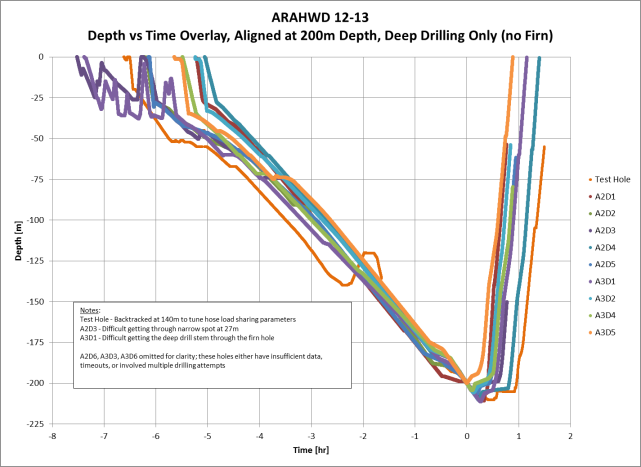 ARAHWD 12-13
Depth vs Time Overlay, Aligned at 200m Depth, Deep Drilling Only (no Firn)
0
-25
-50
-75
-100
-125
-150
-175
-200
-225
Depth [m]
-8
-7
-6
-5
-4
-3
-2
-1
0
1
2
Time [hr]
Notes:
Test Hole - Backtracked at 140m to tune hose load sharing parameters
A2D3 - Difficult getting through narrow spot at 27m
A3D1 - Difficult getting the deep drill stem through the firn hole
A2D6, A3D3, A3D6 omitted for clarity; these holes either have insufficient data,
timeouts, or involved multiple drilling attempts
Test Hole
A2D1
A2D2
A2D3
A2D4
A2D5
A3D1
A3D2
A3D4
A3D5